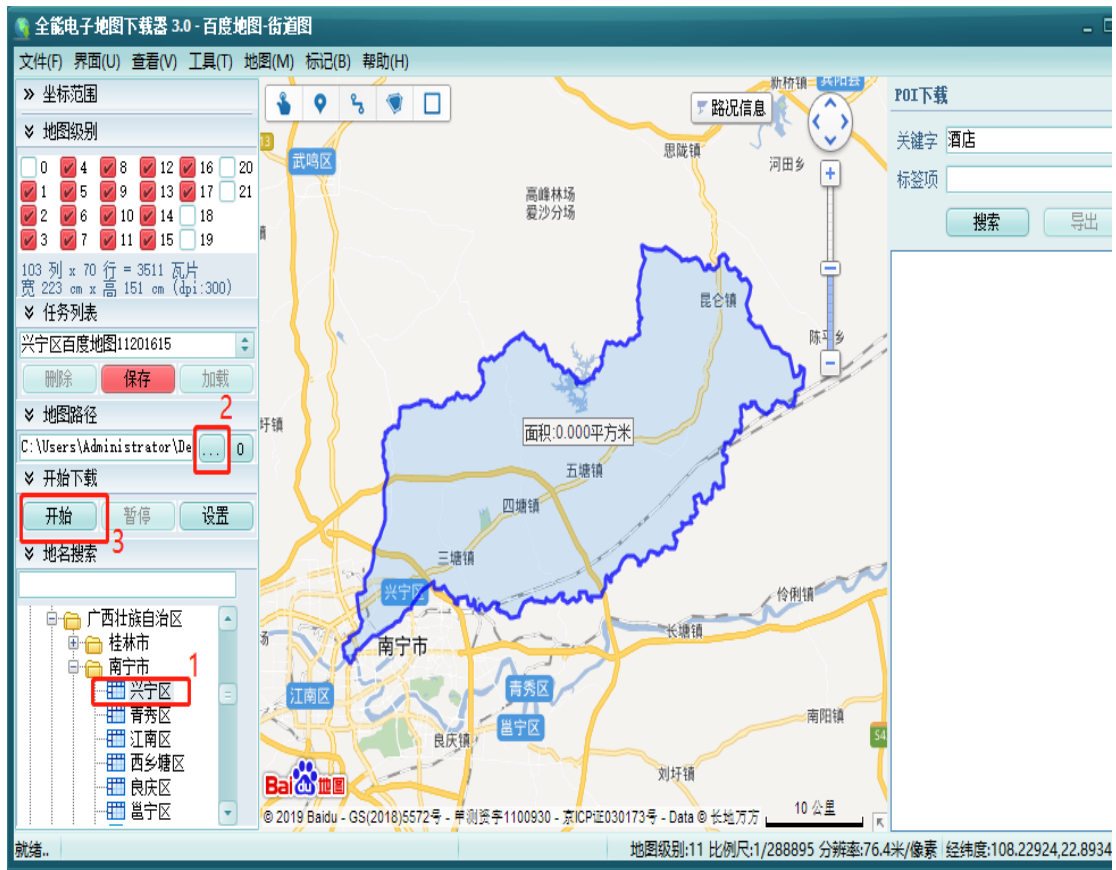 全能电子地图下载器 3.0 - 百度地图-街道图
文件(F) 界面(U) 查看(V) 工具(T) 地图(M) 标记(B) 帮助(H)
坐标范围
地图级别
0 4 8 12 16 20
1 5 9 13 17 21
2 6 10 14 18
3 7 11 15 19
103 列 x 70 行 = 3511 瓦片
宽 223 cm x 高 151 cm (dpi:300)
任务列表
兴宁区百度地图11201615
删除 保存 加载
地图路径
2
C:\Users\Administrator\De ... 0
开始下载
开始 暂停 设置
3
地名搜索
广西壮族自治区
桂林市
南宁市
1
兴宁区
青秀区
江南区
西乡塘区
良庆区
邕宁区
路况信息
新桥镇
宾阳县
13
武鸣区
思陇镇
河田乡
高峰林场
爱沙分场
昆仑镇
陈平乡
圩镇
面积:0.000平方米
五塘镇
四塘镇
三塘镇
兴宁区
伶俐镇
长塘镇
南宁市
江南区
青秀区
邕宁区
南阳镇
良庆镇
S4
刘圩镇
Bai du 地图
10 公里
© 2019 Baidu - GS(2018)5572号 - 甲测资字1100930 - 京ICP证030173号 - Data © 长地万方
POI下载
关键字 酒店
标签项
搜索 导出
就绪..
地图级别:11 比例尺:1/288895 分辨率:76.4米/像素 经纬度:108.22924,22.8934